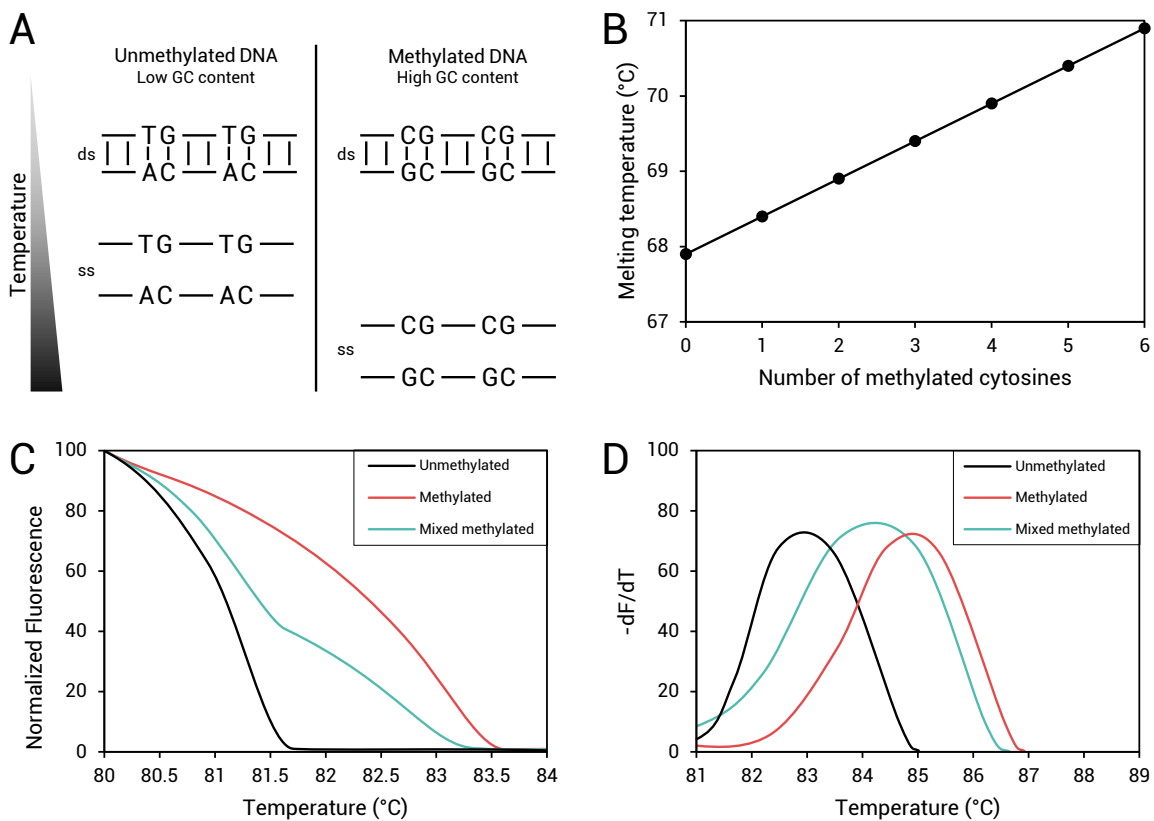 A
Unmethylated DNA
Low GC content
Methylated DNA
High GC content
Temperature
ds
TG TG
AC AC
ds
CG CG
GC GC
ss
TG TG
AC AC
ss
CG CG
GC GC
B
Melting temperature (°C)
71
70
69
68
67
0 1 2 3 4 5 6
Number of methylated cytosines
C
Normalized Fluorescence
100
80
60
40
20
0
Unmethylated
Methylated
Mixed methylated
80 80.5 81 81.5 82 82.5 83 83.5 84
Temperature (°C)
D
-dF/dT
100
80
60
40
20
0
Unmethylated
Methylated
Mixed methylated
81 82 83 84 85 86 87 88 89
Temperature (°C)